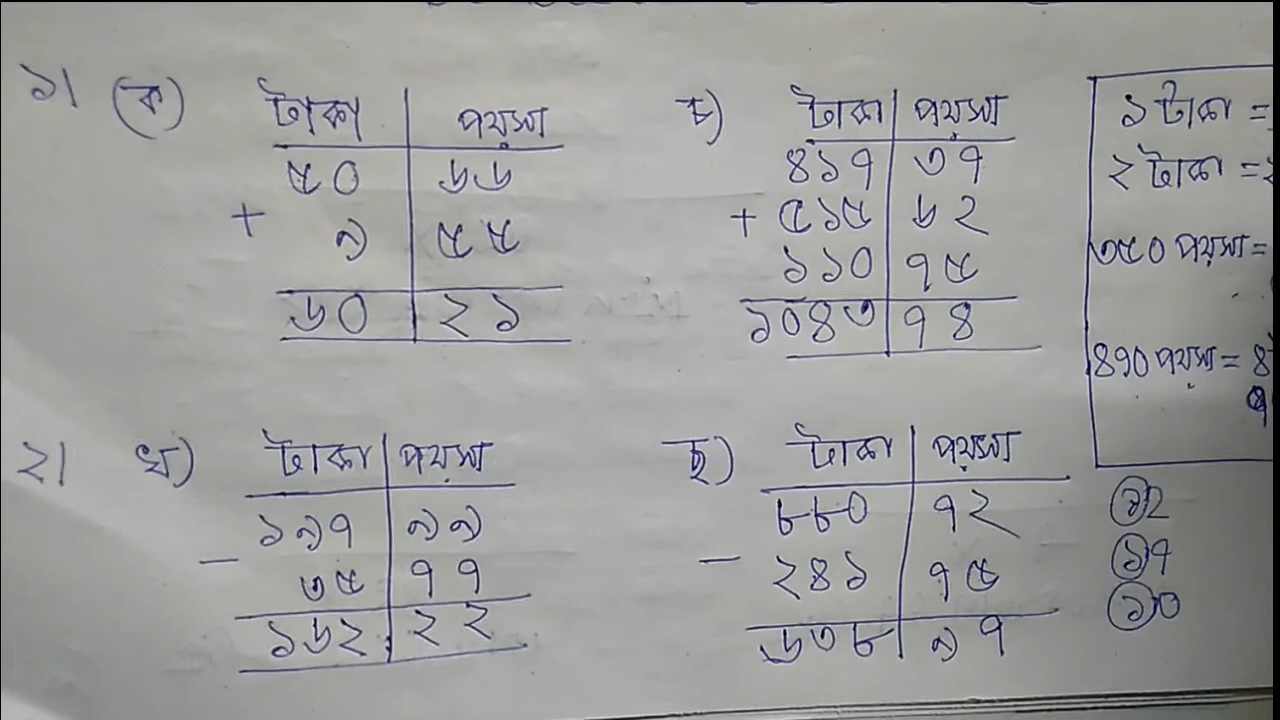 ১। (ক) টাকা পয়সা
৫০ ৬৬
+ ৯ ৫৫
৬০ ২১
চ) টাকা পয়সা
৪১৭ ৩৭
+ ৫১৫ ৬২
১১০ ৭৫
১০৪৩ ৭৪
১ টাকা =
২ টাকা =
৩৫০ পয়সা =
৪৭০ পয়সা = ৪
২। খ) টাকা পয়সা
১৯৭ ৯৯
- ৩৫ ৭৭
১৬২ ২২
ছ) টাকা পয়সা
৮৮০ ৭২
- ২৪১ ৭৫
৬৩৮ ৯৭
১৭
১০